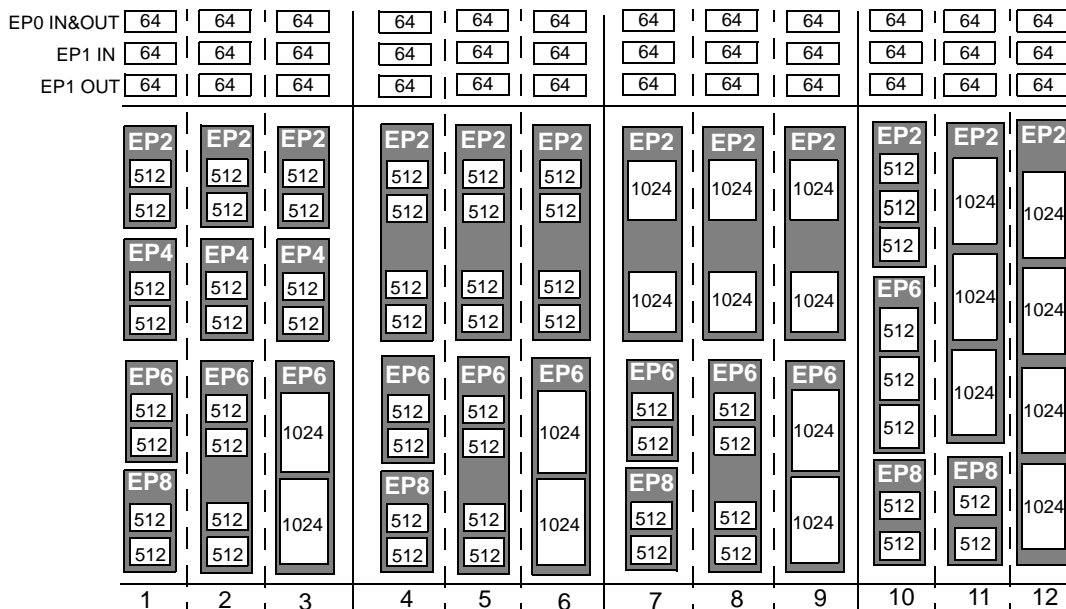 EP0 IN&OUT 64 64 64 64 64 64 64 64 64 64 64 64
EP1 IN 64 64 64 64 64 64 64 64 64 64 64 64
EP1 OUT 64 64 64 64 64 64 64 64 64 64 64 64
EP2 EP2 EP2 EP2 EP2 EP2 EP2 EP2 EP2 EP2 EP2 EP2
512 512 512 512 512 512 1024 1024 1024 512
512 512 512 512 512 512 512 1024 1024
EP4 EP4 EP4 512
512 512 512 512 512 512 1024 1024 1024 EP6 1024 1024
512 512 512 512 512 512 512
EP6 EP6 EP6 EP6 EP6 EP6 EP6 EP6 EP6 512
512 512 512 512 512 512 1024 1024
512 512 1024 512 512 1024 512 512 1024 512
EP8 EP8 EP8 EP8 EP8
512 512 1024 512 512 1024 512 512 1024 512 512 1024
512 512 512 512 512 512 512 512
1 2 3 4 5 6 7 8 9 10 11 12